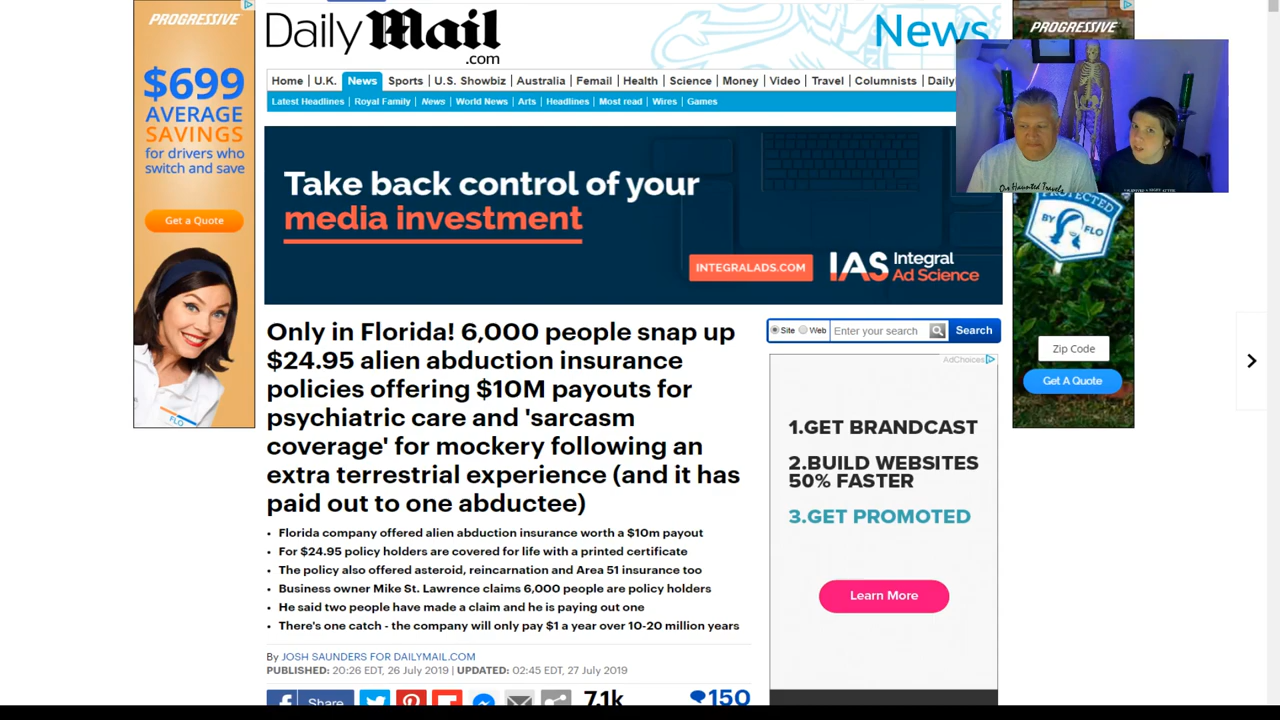 PROGRESSIVE
$699
AVERAGE
SAVINGS
for drivers who
switch and save
Get a Quote
FLO
Daily Mail
.com
News
Home U.K. News Sports U.S. Showbiz Australia Femail Health Science Money Video Travel Columnists Daily
Latest Headlines Royal Family News World News Arts Headlines Most read Wires Games
Take back control of your
media investment
INTEGRALADS.COM
IAS Integral
Ad Science
Only in Florida! 6,000 people snap up
$24.95 alien abduction insurance
policies offering $10M payouts for
psychiatric care and 'sarcasm
coverage' for mockery following an
extra terrestrial experience (and it has
paid out to one abductee)
• Florida company offered alien abduction insurance worth a $10m payout
• For $24.95 policy holders are covered for life with a printed certificate
• The policy also offered asteroid, reincarnation and Area 51 insurance too
• Business owner Mike St. Lawrence claims 6,000 people are policy holders
• He said two people have made a claim and he is paying out one
• There's one catch - the company will only pay $1 a year over 10-20 million years
By JOSH SAUNDERS FOR DAILYMAIL.COM
PUBLISHED: 20:26 EDT, 26 July 2019 | UPDATED: 02:45 EDT, 27 July 2019
Share
7.1k
150
Site Web Enter your search Search
AdChoices
1.GET BRANDCAST
2.BUILD WEBSITES
50% FASTER
3.GET PROMOTED
Learn More
PROGRESSIVE
Our Haunted Travels
PROTECTED
BY FLO
Zip Code
Get A Quote